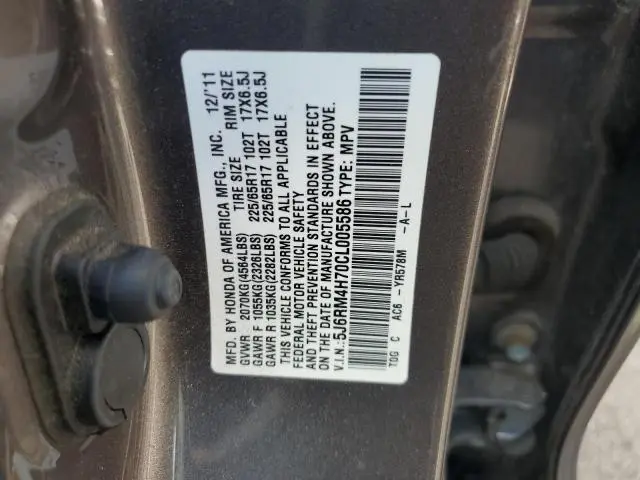 MFD. BY HONDA OF AMERICA MFG., INC. 12/'11
TIRE SIZE RIM SIZE
GVWR 2070KG(4564LBS)
GAWR F 1055KG(2326LBS) 225/65R17 102T 17X6.5J
GAWR R 1035KG(2282LBS) 225/65R17 102T 17X6.5J
THIS VEHICLE CONFORMS TO ALL APPLICABLE
FEDERAL MOTOR VEHICLE SAFETY
AND THEFT PREVENTION STANDARDS IN EFFECT
ON THE DATE OF MANUFACTURE SHOWN ABOVE.
V.I.N.:5J6RM4H70CL005586 TYPE: MPV
TOG C AC6 - YR578M -A-L